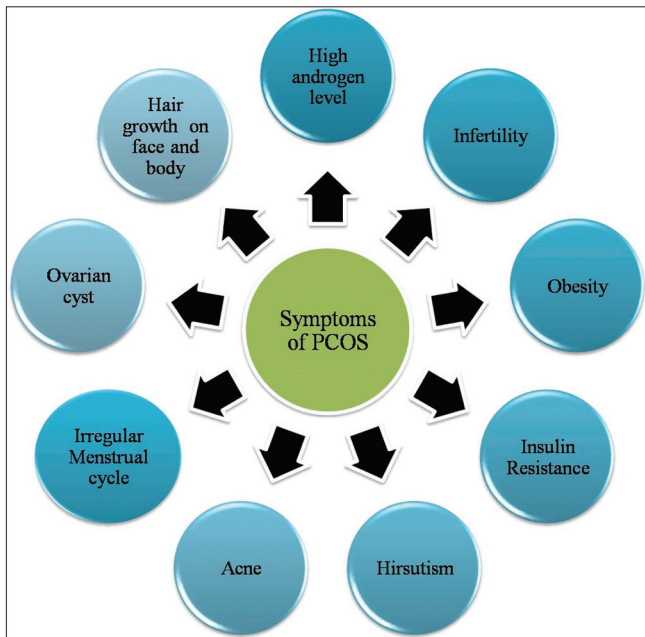 Symptoms
of PCOS
High
androgen
level
Infertility
Obesity
Insulin
Resistance
Hirsutism
Acne
Irregular
Menstrual
cycle
Ovarian
cyst
Hair
growth on
face and
body